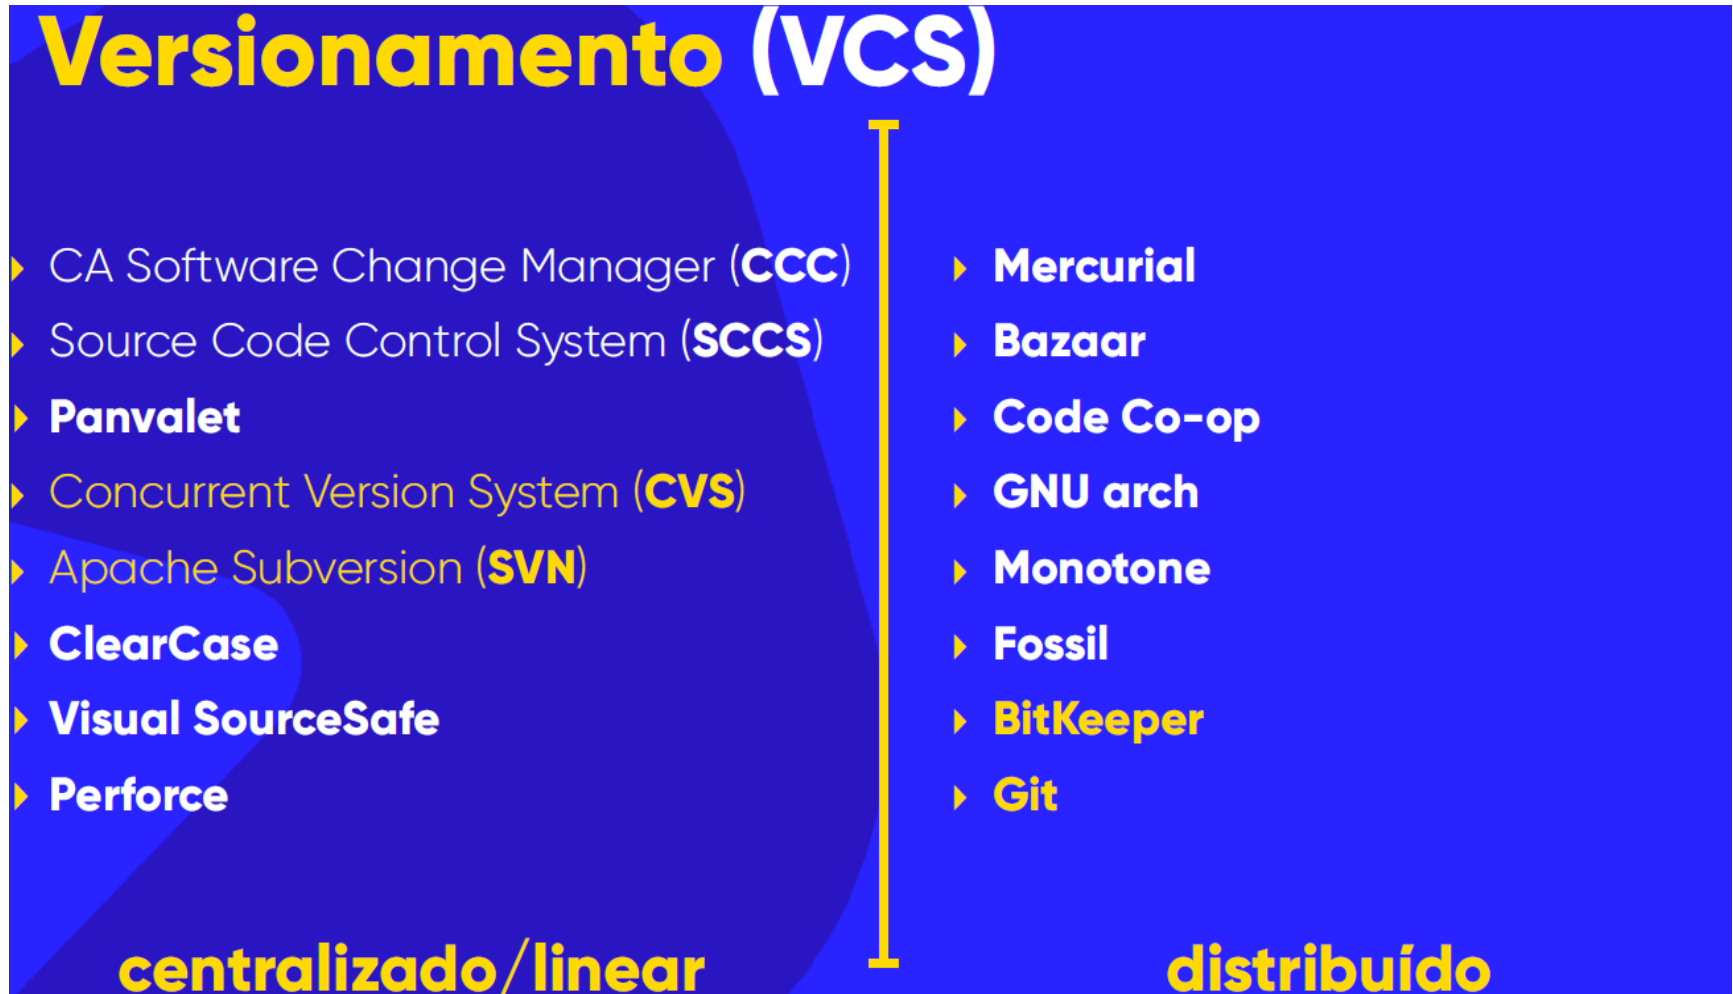 Versionamento (VCS)
CA Software Change Manager (CCC)
Source Code Control System (SCCS)
Panvalet
Concurrent Version System (CVS)
Apache Subversion (SVN)
ClearCase
Visual SourceSafe
Perforce
centralizado/linear
Mercurial
Bazaar
Code Co-op
GNU arch
Monotone
Fossil
BitKeeper
Git
distribuído